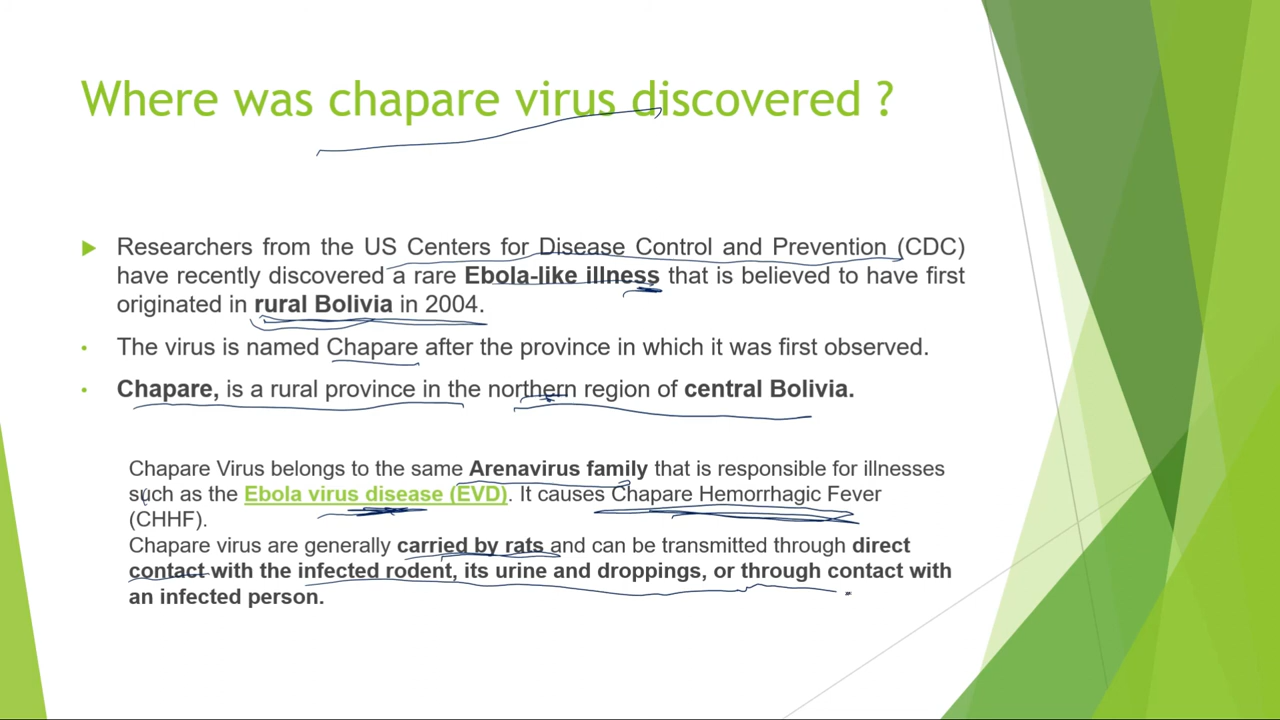 Where was chapare virus discovered ?
Researchers from the US Centers for Disease Control and Prevention (CDC)
have recently discovered a rare Ebola-like illness that is believed to have first
originated in rural Bolivia in 2004.
The virus is named Chapare after the province in which it was first observed.
Chapare, is a rural province in the northern region of central Bolivia.
Chapare Virus belongs to the same Arenavirus family that is responsible for illnesses
such as the Ebola virus disease (EVD). It causes Chapare Hemorrhagic Fever
(CHHF).
Chapare virus are generally carried by rats and can be transmitted through direct
contact with the infected rodent, its urine and droppings, or through contact with
an infected person.